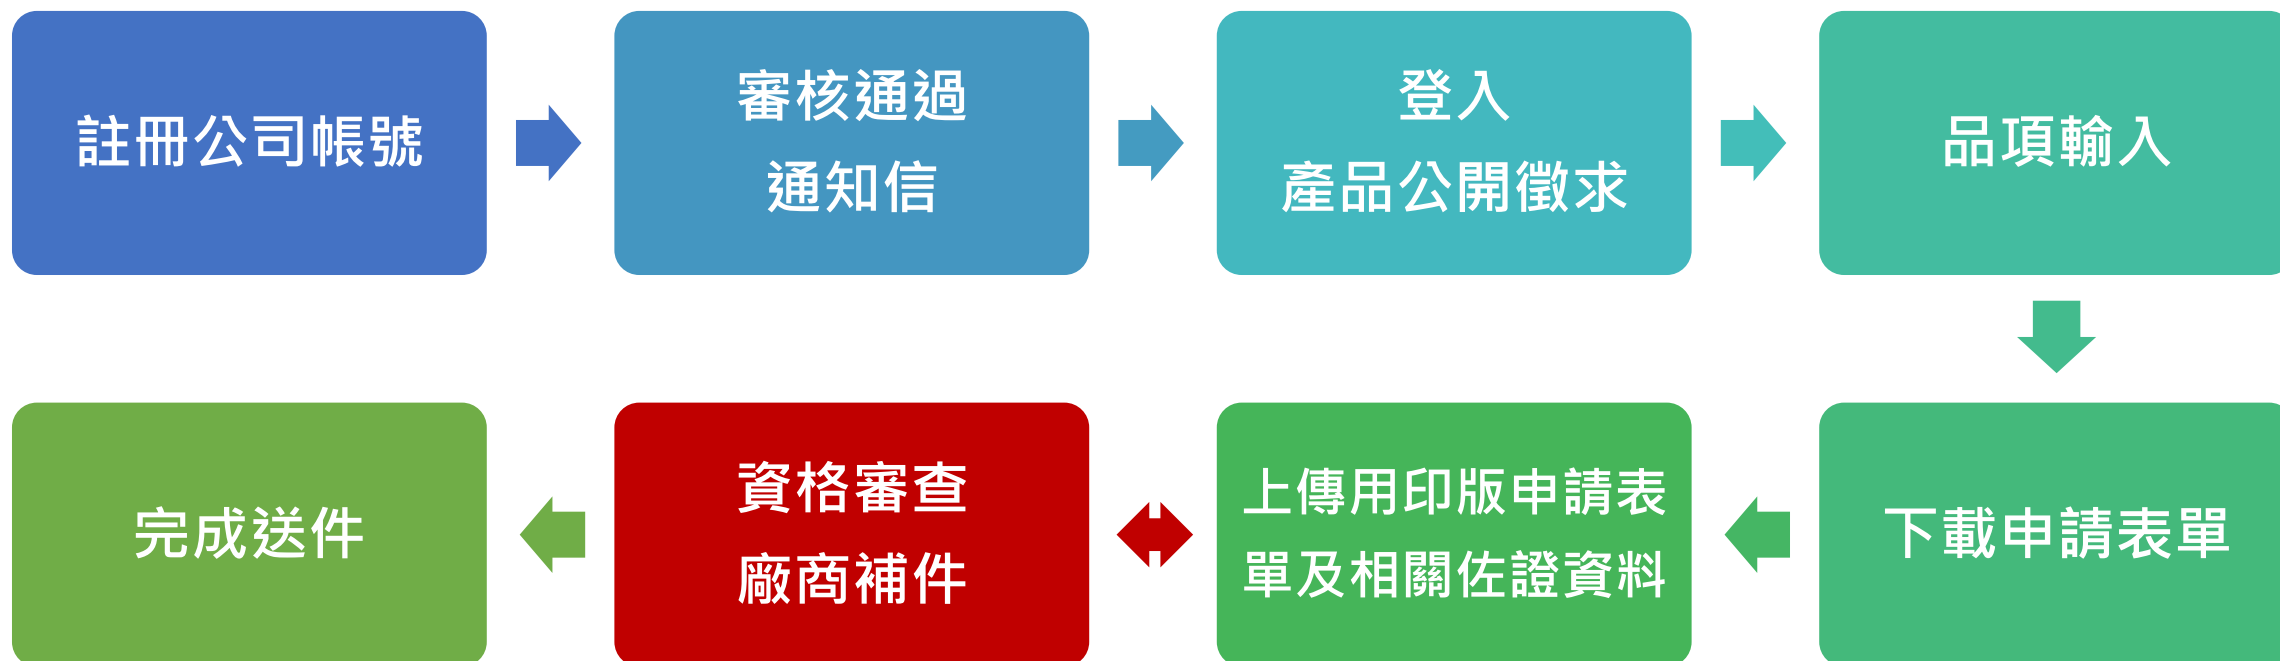 註冊公司帳號
審核通過
通知信
登入
產品公開徵求
品項輸入
下載申請表單
上傳用印版申請表
單及相關佐證資料
資格審查
廠商補件
完成送件